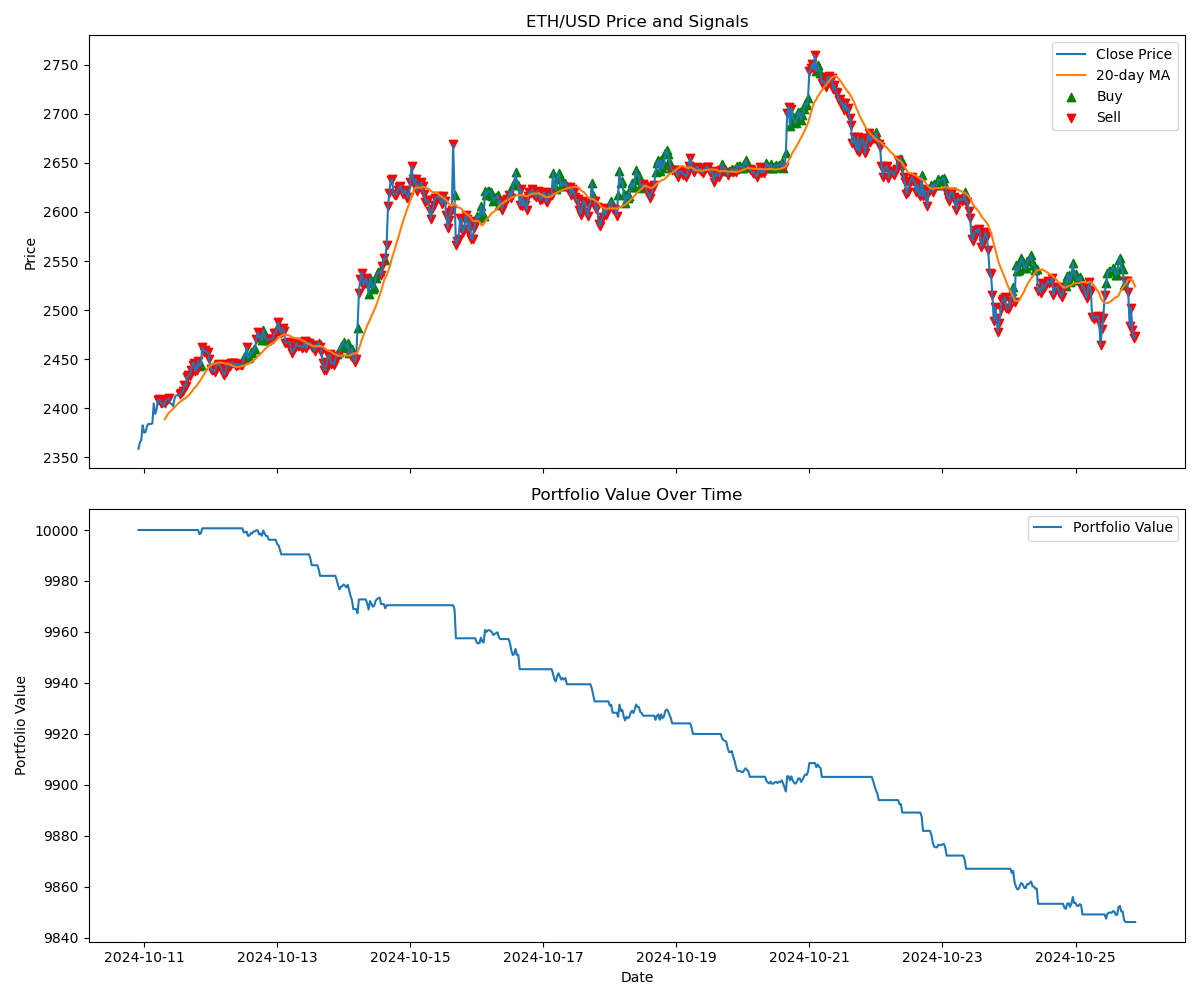 ETH/USD Price and Signals
Price
2750
2700
2650
2600
2550
2500
2450
2400
2350
Close Price
20-day MA
Buy
Sell
Portfolio Value Over Time
Portfolio Value
10000
9980
9960
9940
9920
9900
9880
9860
9840
Portfolio Value
2024-10-11 2024-10-13 2024-10-15 2024-10-17 2024-10-19 2024-10-21 2024-10-23 2024-10-25
Date